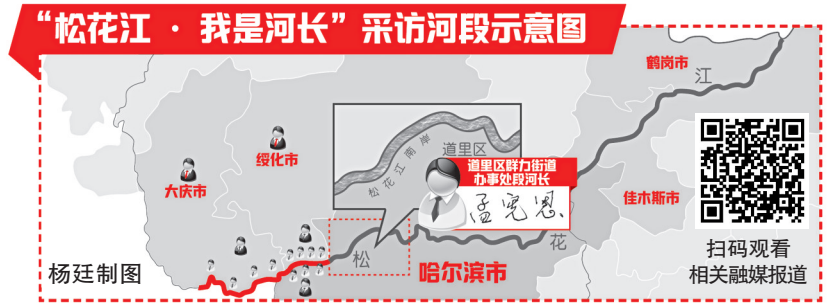 “松花江 · 我是河长”采访河段示意图
鹤岗市
江
道里区
松花江南岸
道里区群力街道
办事处段河长
孟宪恩
绥化市
大庆市
佳木斯市
花
松
哈尔滨市
杨廷制图
扫码观看
相关融媒报道